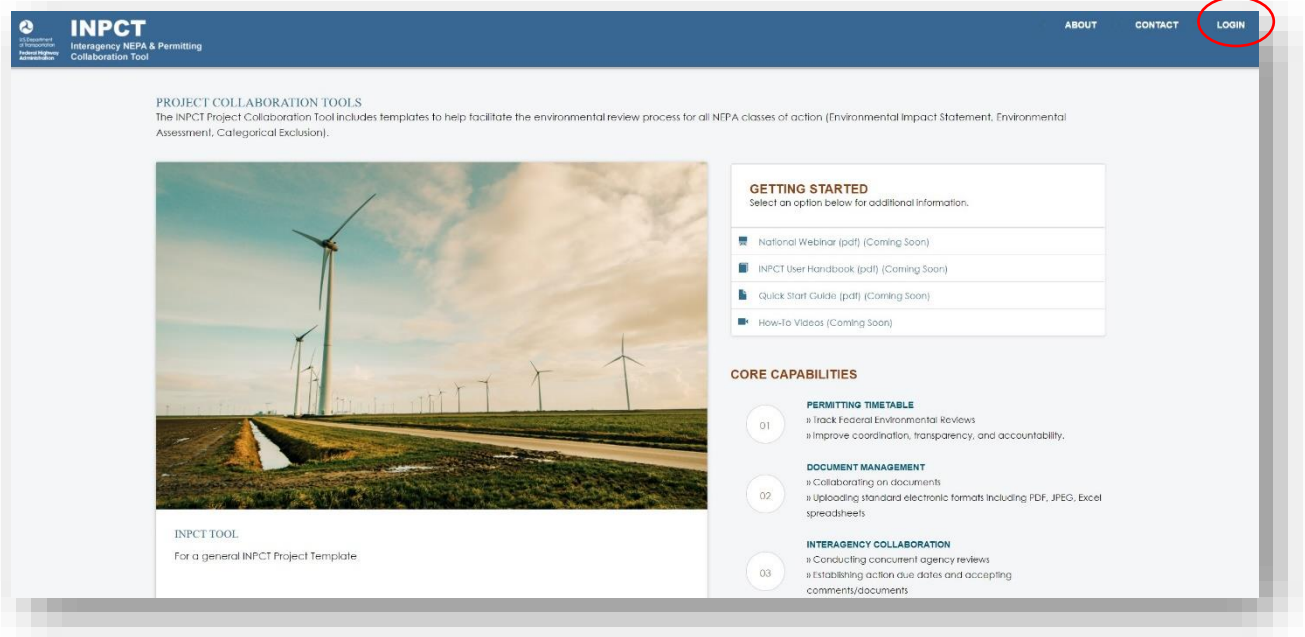 U.S.Department
of Transportation
Federal Highway
Administration
INPCT
Interagency NEPA & Permitting
Collaboration Tool
ABOUT
CONTACT
LOGIN
PROJECT COLLABORATION TOOLS
The INPCT Project Collaboration Tool includes templates to help facilitate the environmental review process for all NEPA classes of action (Environmental Impact Statement, Environmental
Assessment, Categorical Exclusion).
GETTING STARTED
Select an option below for additional information.
National Webinar (pdf) (Coming Soon)
INPCT User Handbook (pdf) (Coming Soon)
Quick Start Guide (pdf) (Coming Soon)
How-To Videos (Coming Soon)
CORE CAPABILITIES
01
PERMITTING TIMETABLE
» Track Federal Environmental Reviews
» Improve coordination, transparency, and accountability.
02
DOCUMENT MANAGEMENT
» Collaborating on documents
» Uploading standard electronic formats including PDF, JPEG, Excel
spreadsheets
03
INTERAGENCY COLLABORATION
» Conducting concurrent agency reviews
» Establishing action due dates and accepting
comments/documents
INPCT TOOL
For a general INPCT Project Template